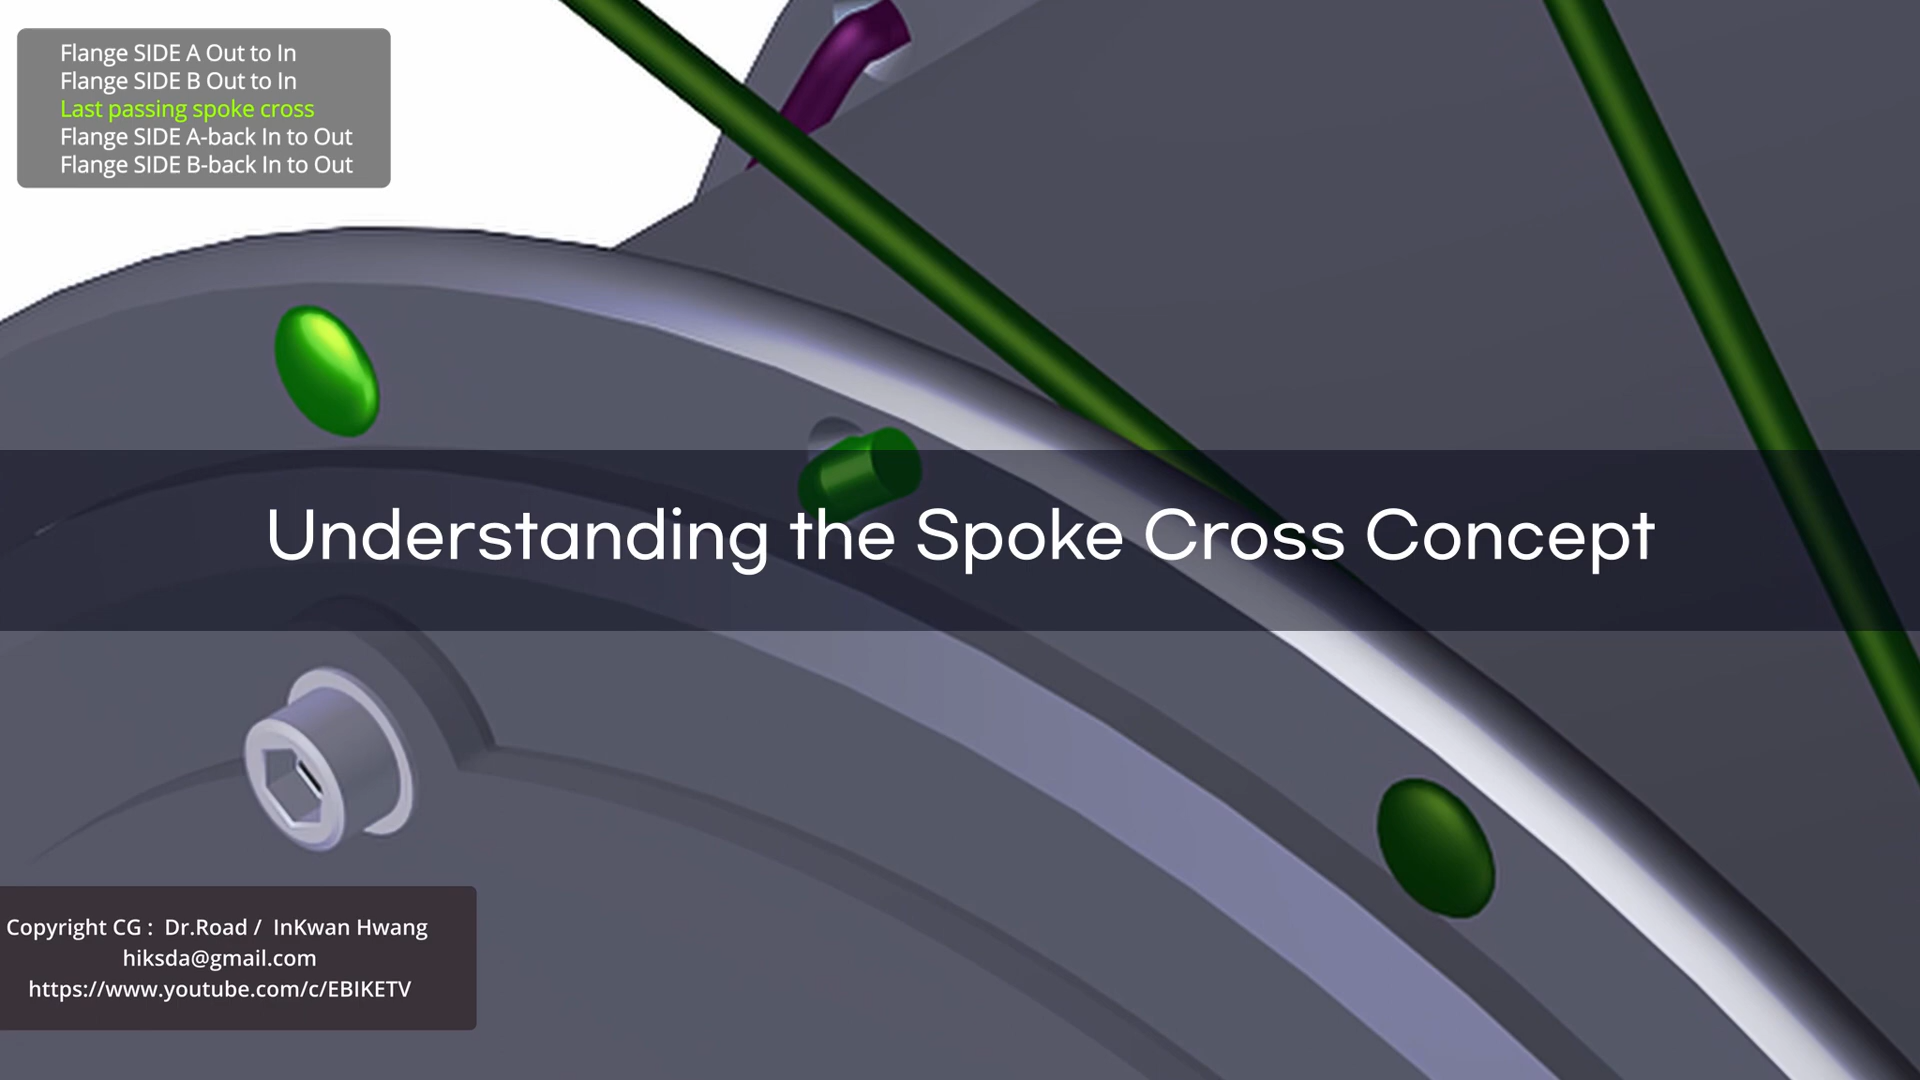 Flange SIDE A Out to In
Flange SIDE B Out to In
Last passing spoke cross
Flange SIDE A-back In to Out
Flange SIDE B-back In to Out
Understanding the Spoke Cross Concept
Copyright CG : Dr.Road / InKwan Hwang
hiksda@gmail.com
https://www.youtube.com/c/EBIKETV